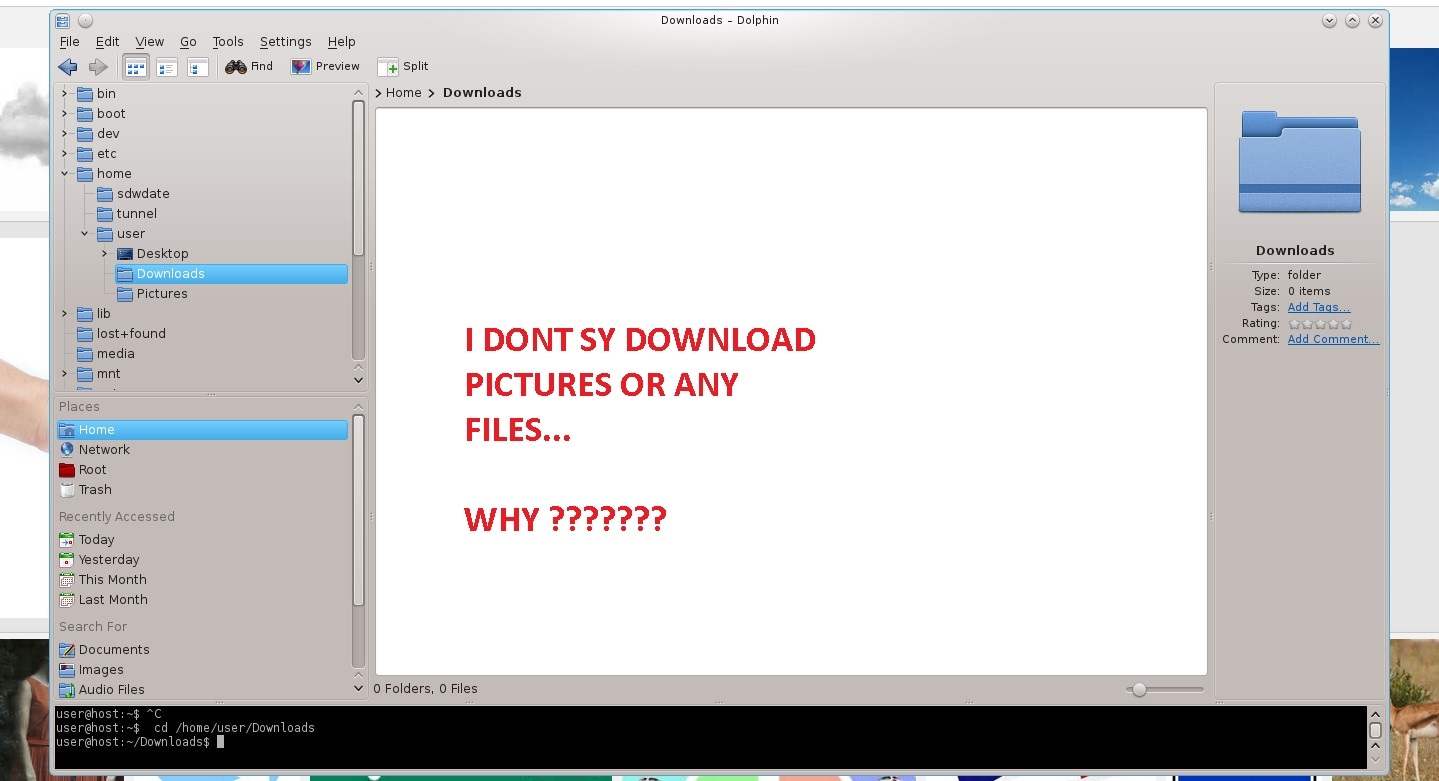 Downloads – Dolphin
File Edit View Go Tools Settings Help
Find Preview Split
bin
boot
dev
etc
home
sdwdate
tunnel
user
Desktop
Downloads
Pictures
lib
lost+found
media
mnt
Places
Home
Network
Root
Trash
Recently Accessed
Today
Yesterday
This Month
Last Month
Search For
Documents
Images
Audio Files
Home Downloads
I DONT SY DOWNLOAD
PICTURES OR ANY
FILES...
WHY ???????
0 Folders, 0 Files
Downloads
Type: folder
Size: 0 items
Tags: Add Tags...
Rating:
Comment: Add Comment...
user@host:~$ ^C
user@host:~$  cd /home/user/Downloads
user@host:~/Downloads$